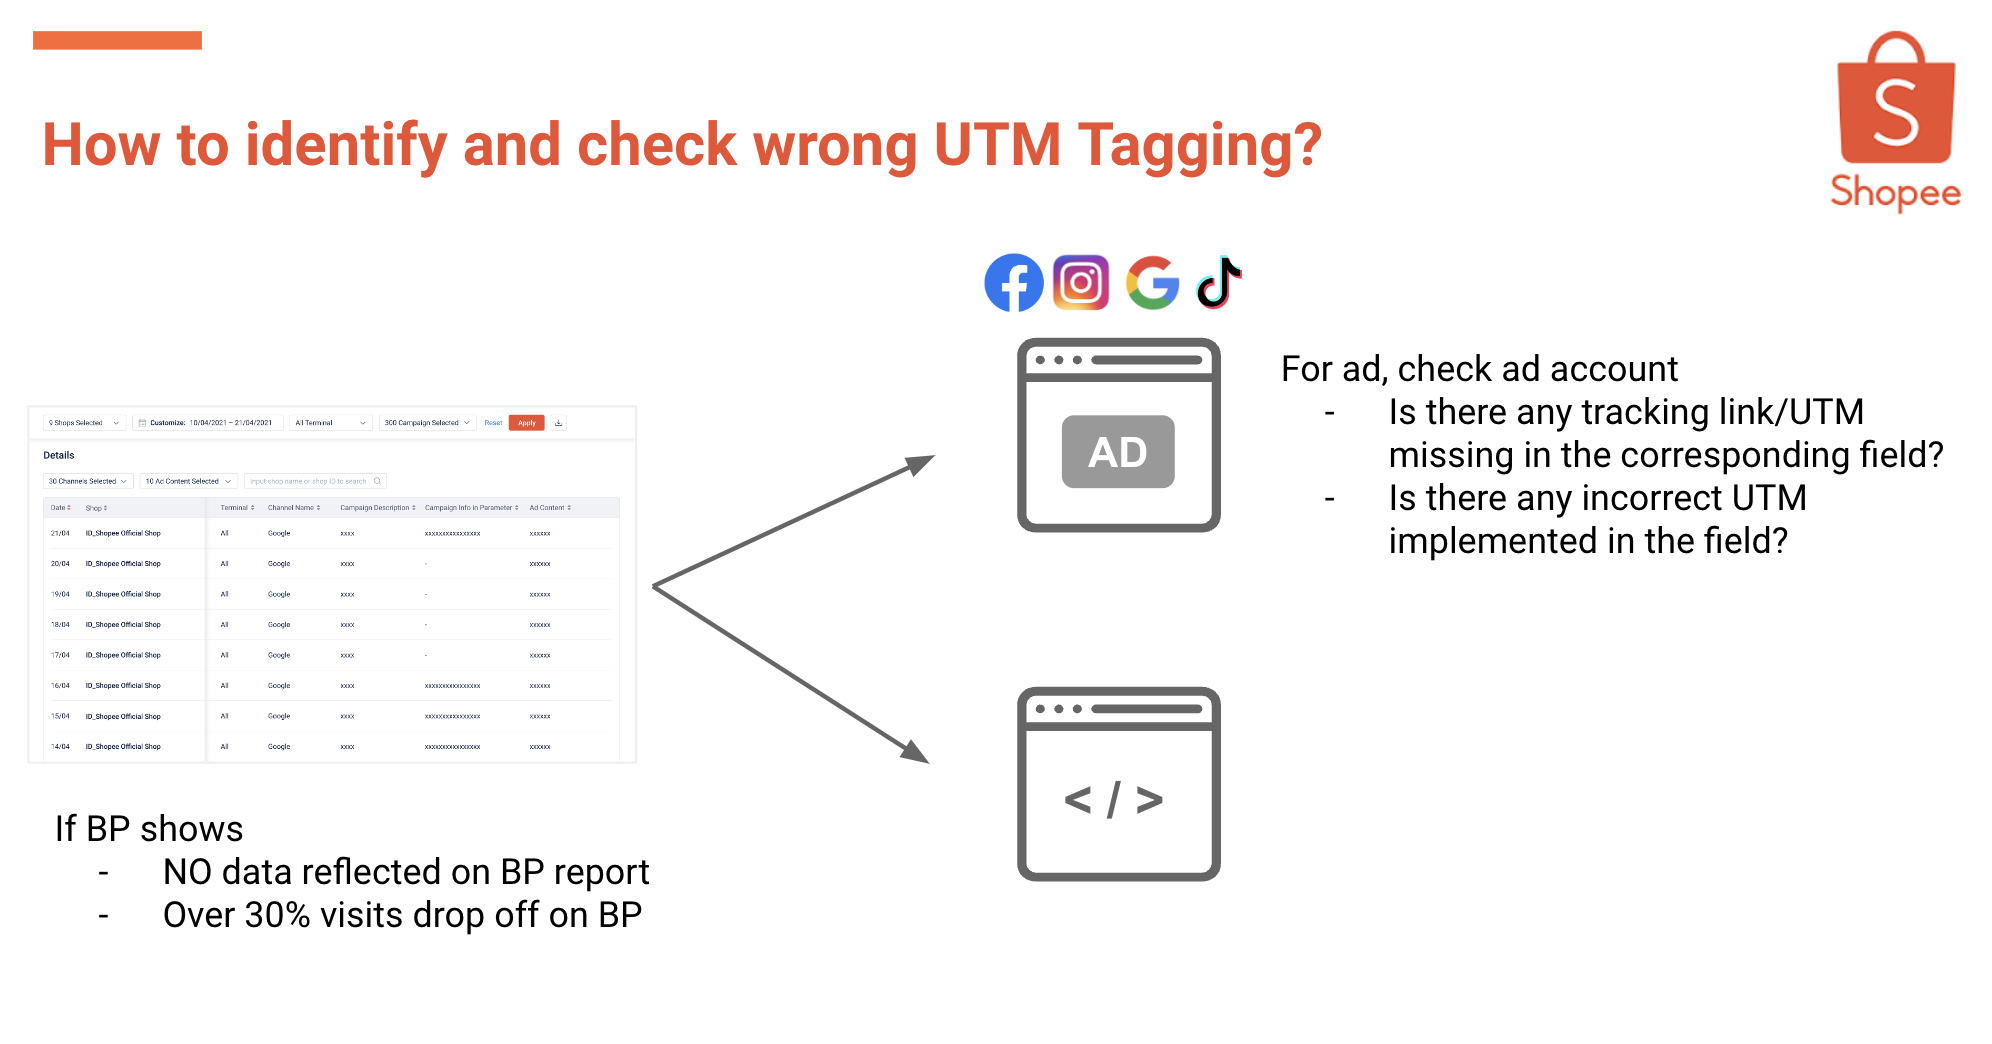 How to identify and check wrong UTM Tagging?
S
Shopee
9 Shops Selected Customize: 10/04/2021 – 21/04/2021 All Terminal 300 Campaign Selected Reset Apply
Details
30 Channels Selected 10 Ad Content Selected Input shop name or shop ID to search
Date Shop Terminal Channel Name Campaign Description Campaign Info in Parameter Ad Content
21/04 ID_Shopee Official Shop All Google xxxx xxxxxxxxxxxxxxx xxxxxx
20/04 ID_Shopee Official Shop All Google xxxx - xxxxxx
19/04 ID_Shopee Official Shop All Google xxxx - xxxxxx
18/04 ID_Shopee Official Shop All Google xxxx - xxxxxx
17/04 ID_Shopee Official Shop All Google xxxx - xxxxxx
16/04 ID_Shopee Official Shop All Google xxxx xxxxxxxxxxxxxxx xxxxxx
15/04 ID_Shopee Official Shop All Google xxxx xxxxxxxxxxxxxxx xxxxxx
14/04 ID_Shopee Official Shop All Google xxxx xxxxxxxxxxxxxxx xxxxxx
If BP shows
- NO data reflected on BP report
- Over 30% visits drop off on BP
AD
For ad, check ad account
- Is there any tracking link/UTM
missing in the corresponding field?
- Is there any incorrect UTM
implemented in the field?
< / >